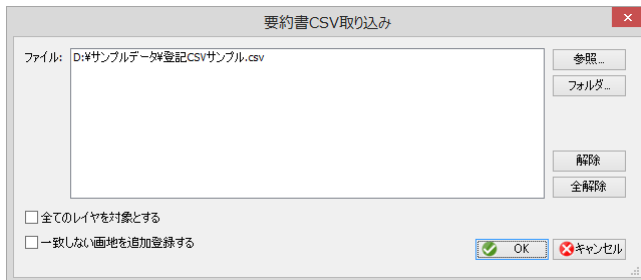 要約書CSV取り込み
ファイル:
D:¥サンプルデータ¥登記CSVサンプル.csv
参照...
フォルダ...
解除
全解除
全てのレイヤを対象とする
一致しない画地を追加登録する
OK
キャンセル